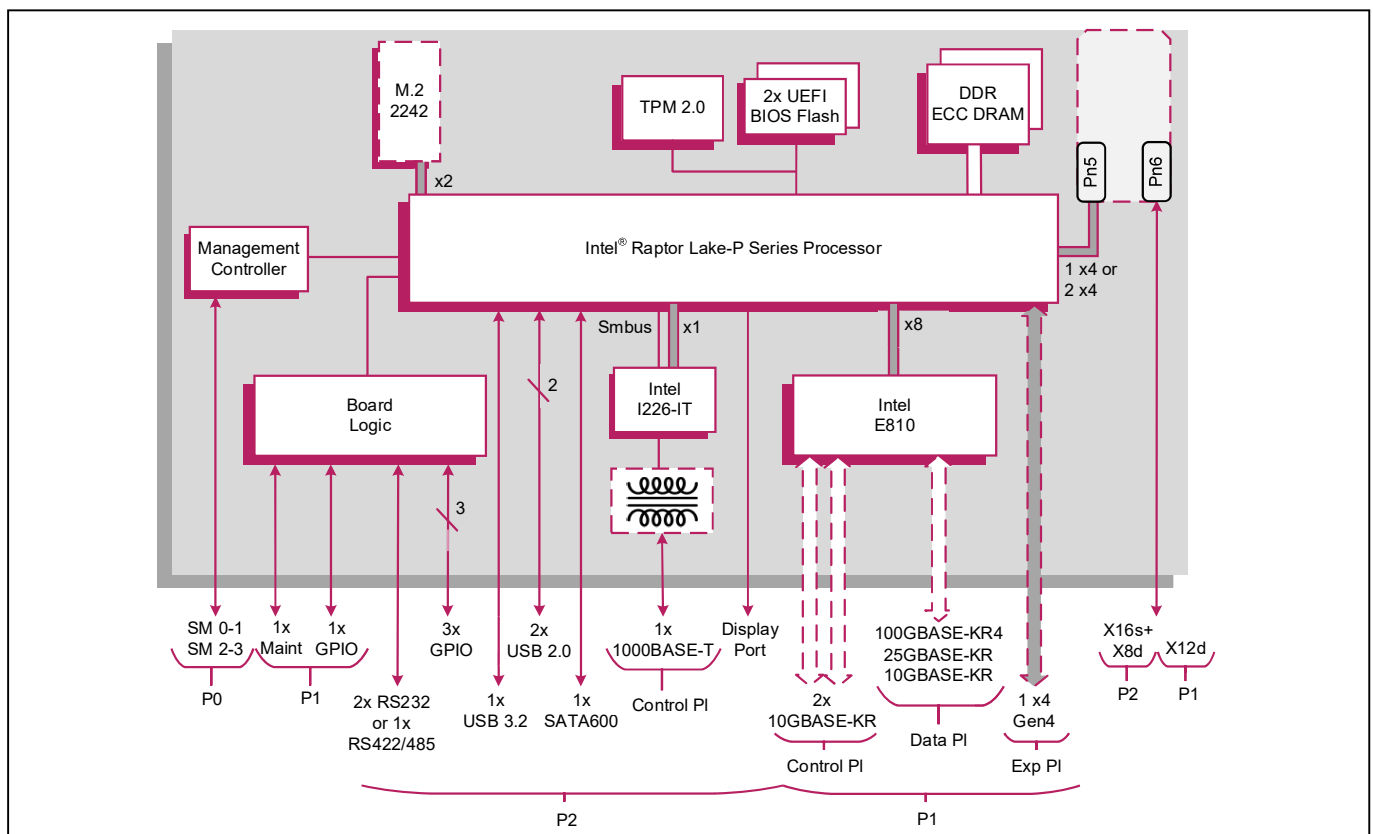 M.2
2242
TPM 2.0
2x UEFI
BIOS Flash
DDR
ECC DRAM
Pn5
Pn6
x2
Management
Controller
Intel® Raptor Lake-P Series Processor
1 x4 or
2 x4
Smbus
x1
x8
2
Board
Logic
Intel
I226-IT
Intel
E810
3
SM 0-1
SM 2-3
P0
1x
Maint
1x
GPIO
P1
2x RS232
or 1x
RS422/485
3x
GPIO
1x
USB 3.2
2x
USB 2.0
1x
SATA600
1x
1000BASE-T
Control Pl
Display
Port
2x
10GBASE-KR
Control Pl
100GBASE-KR4
25GBASE-KR
10GBASE-KR
Data Pl
1 x4
Gen4
Exp Pl
X16s+
X8d
P2
X12d
P1
P2
P1